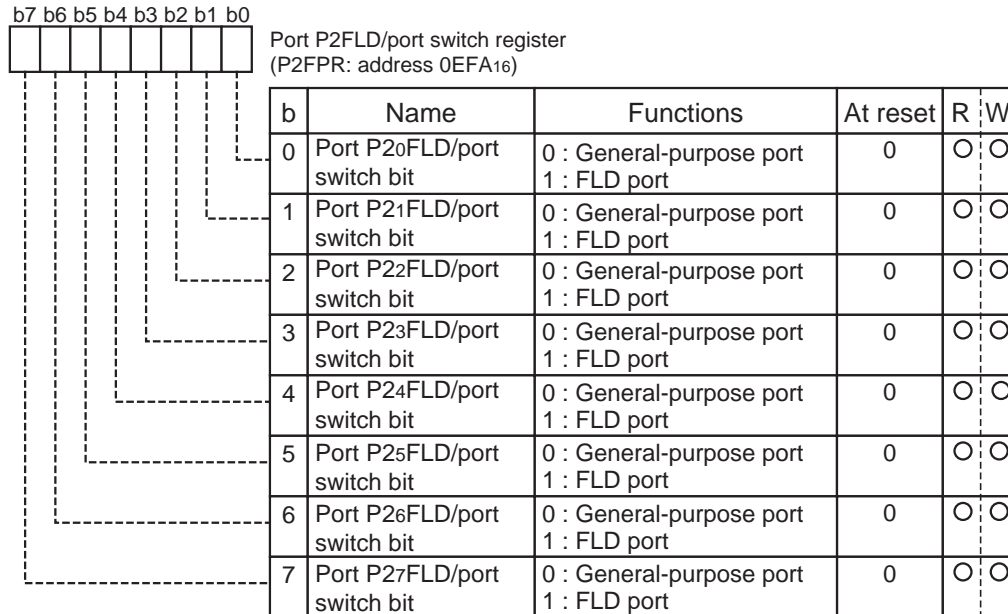 b7 b6 b5 b4 b3 b2 b1 b0
Port P2FLD/port switch register
(P2FPR: address 0EFA16)
b Name Functions At reset R W
0 Port P20FLD/port 0 : General-purpose port 0 O O
switch bit 1 : FLD port
1 Port P21FLD/port 0 : General-purpose port 0 O O
switch bit 1 : FLD port
2 Port P22FLD/port 0 : General-purpose port 0 O O
switch bit 1 : FLD port
3 Port P23FLD/port 0 : General-purpose port 0 O O
switch bit 1 : FLD port
4 Port P24FLD/port 0 : General-purpose port 0 O O
switch bit 1 : FLD port
5 Port P25FLD/port 0 : General-purpose port 0 O O
switch bit 1 : FLD port
6 Port P26FLD/port 0 : General-purpose port 0 O O
switch bit 1 : FLD port
7 Port P27FLD/port 0 : General-purpose port 0 O O
switch bit 1 : FLD port